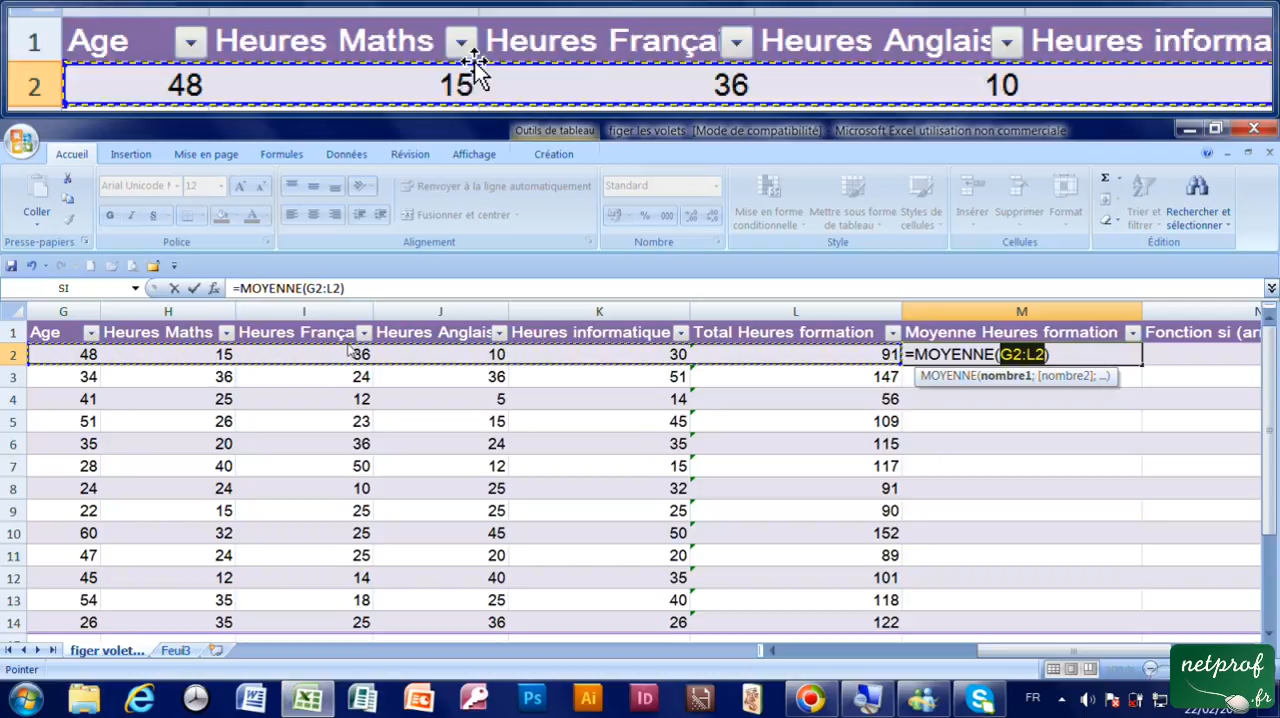 1 Age Heures Maths Heures Françai Heures Anglais Heures informa
2 48 15 36 10
Outils de tableau figer les volets [Mode de compatibilité] Microsoft Excel utilisation non commerciale
Accueil Insertion Mise en page Formules Données Révision Affichage Création
Arial Unicode M 12 A A Renvoyer à la ligne automatiquement Standard Σ
Coller G I S A Fusionner et centrer % 000 Mise en forme conditionnelle Mettre sous forme de tableau Styles de cellules Insérer Supprimer Format Trier et filtrer Rechercher et sélectionner
Presse-papiers Police Alignement Nombre Style Cellules Édition
SI fx =MOYENNE(G2:L2)
G H I J K L M N
1 Age Heures Maths Heures França Heures Anglais Heures informatique Total Heures formation Moyenne Heures formation Fonction si (arr
2 48 15 36 10 30 91 =MOYENNE(G2:L2)
3 34 36 24 36 51 147 MOYENNE(nombre1; [nombre2]; ...)
4 41 25 12 5 14 56
5 51 26 23 15 45 109
6 35 20 36 24 35 115
7 28 40 50 12 15 117
8 24 24 10 25 32 91
9 22 15 25 25 25 90
10 60 32 25 45 50 152
11 47 24 25 20 20 89
12 45 12 14 40 35 101
13 54 35 18 25 40 118
14 26 35 25 36 26 122
figer volet... Feuil3
Pointer
netprof
.fr
Ps Ai Id FR